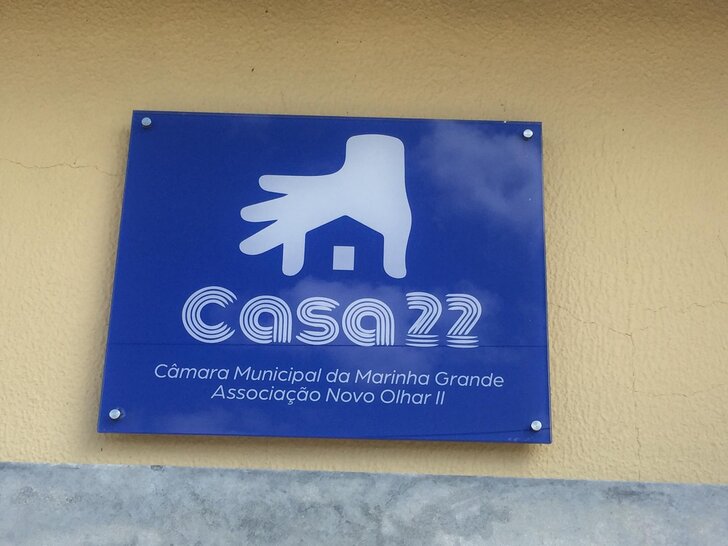 Casa 22
Câmara Municipal da Marinha Grande
Associação Novo Olhar II